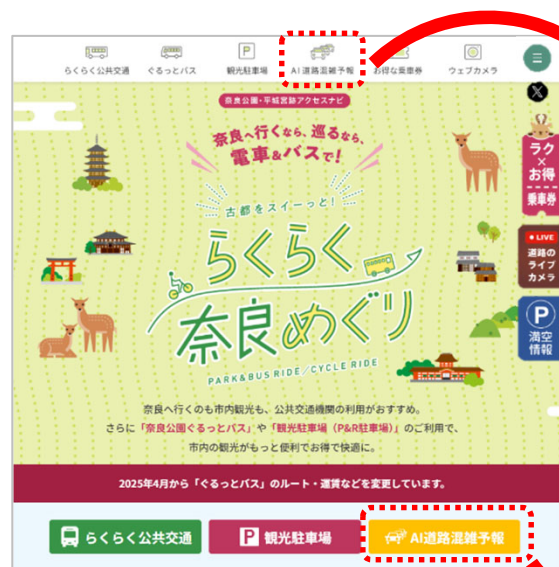 らくらく公共交通
ぐるっとバス
観光駐車場
AI道路混雑予報
お得な乗車券
ウェブカメラ
奈良公園・平城宮跡アクセスナビ
奈良へ行くなら、巡るなら、
電車&バスで!
古都をスイーっと!
らくらく
奈良めぐり
PARK&BUS RIDE/CYCLE RIDE
奈良へ行くのも市内観光も、公共交通機関の利用がおすすめ。
さらに「奈良公園ぐるっとバス」や「観光駐車場(P&R駐車場)」のご利用で、
市内の観光がもっと便利でお得で快適に。
2025年4月から「ぐるっとバス」のルート・運賃などを変更しています。
らくらく公共交通
P 観光駐車場
AI道路混雑予報
X
ラク
×
お得
乗車券
LIVE
道路の
ライブ
カメラ
P
満空
情報